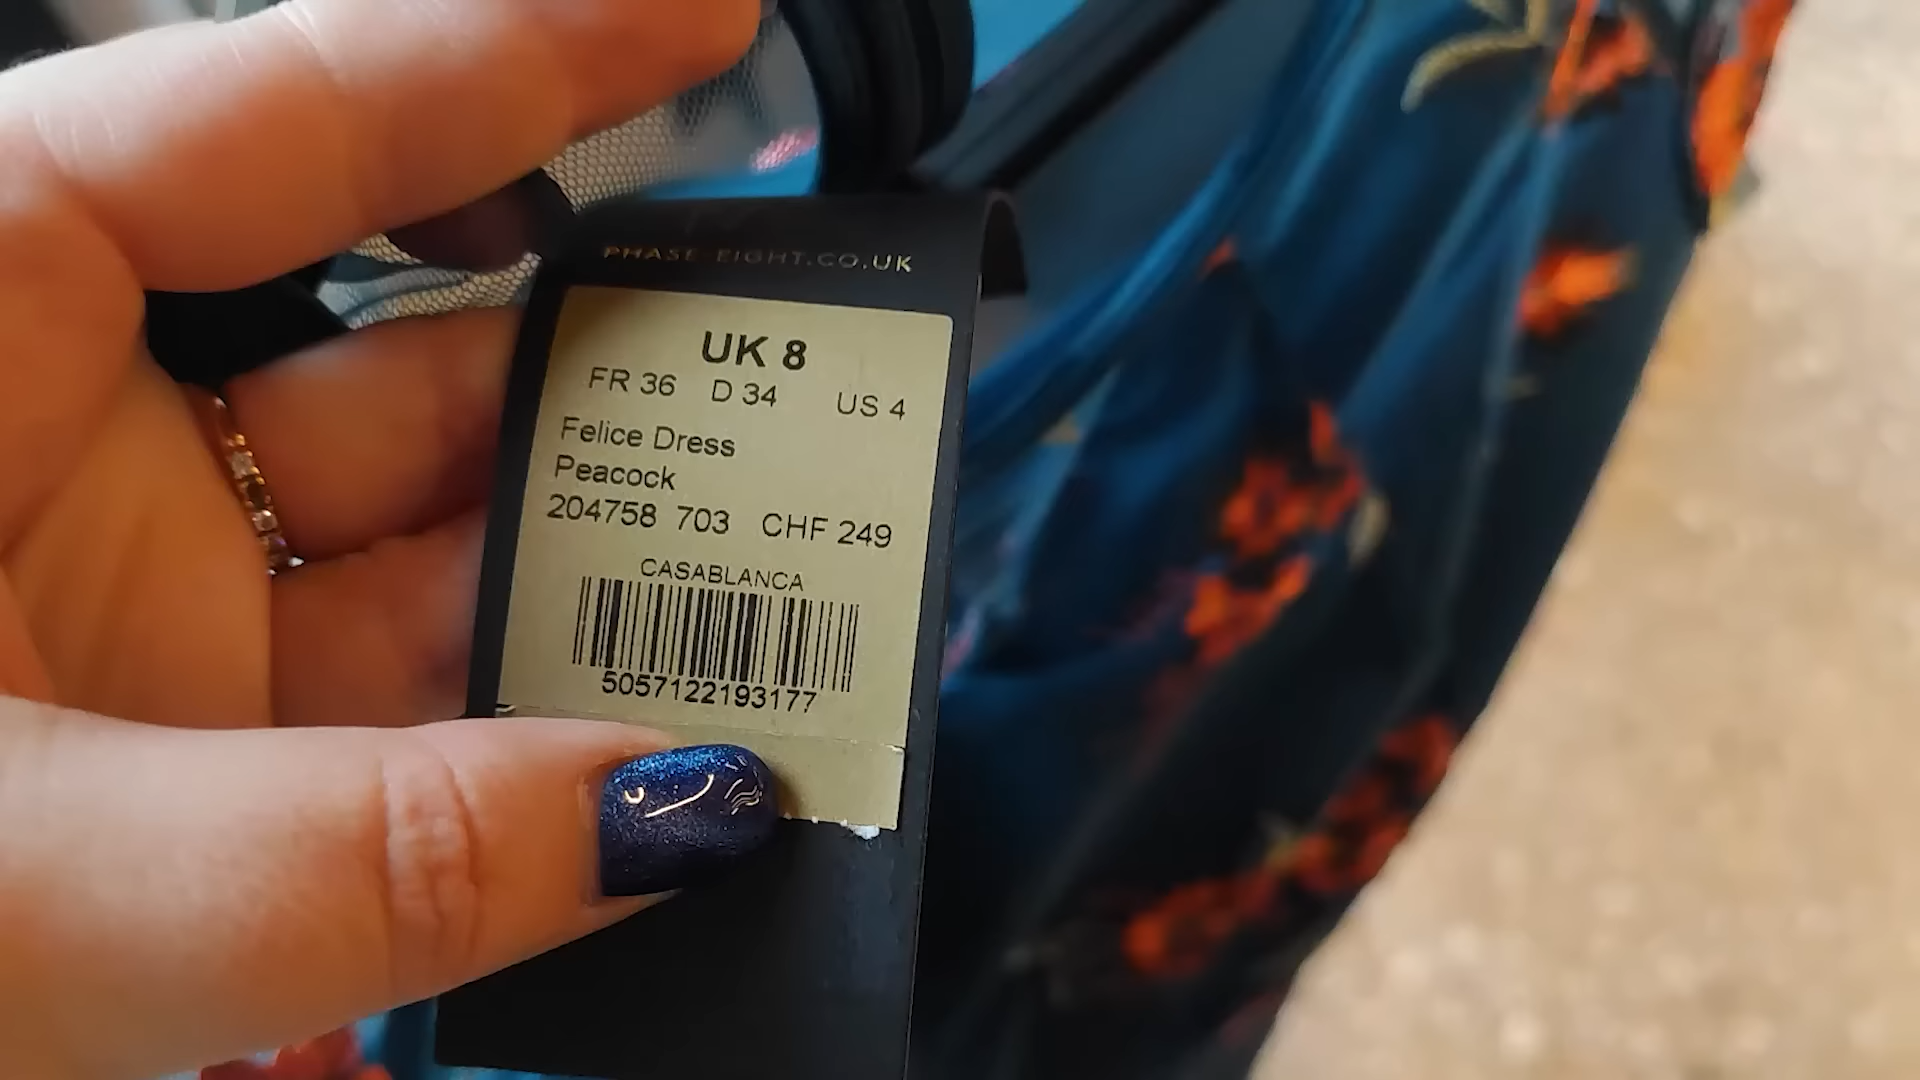 PHASE-EIGHT.CO.UK
UK 8
FR 36 D 34 US 4
Felice Dress
Peacock
204758 703 CHF 249
CASABLANCA
5057122193177